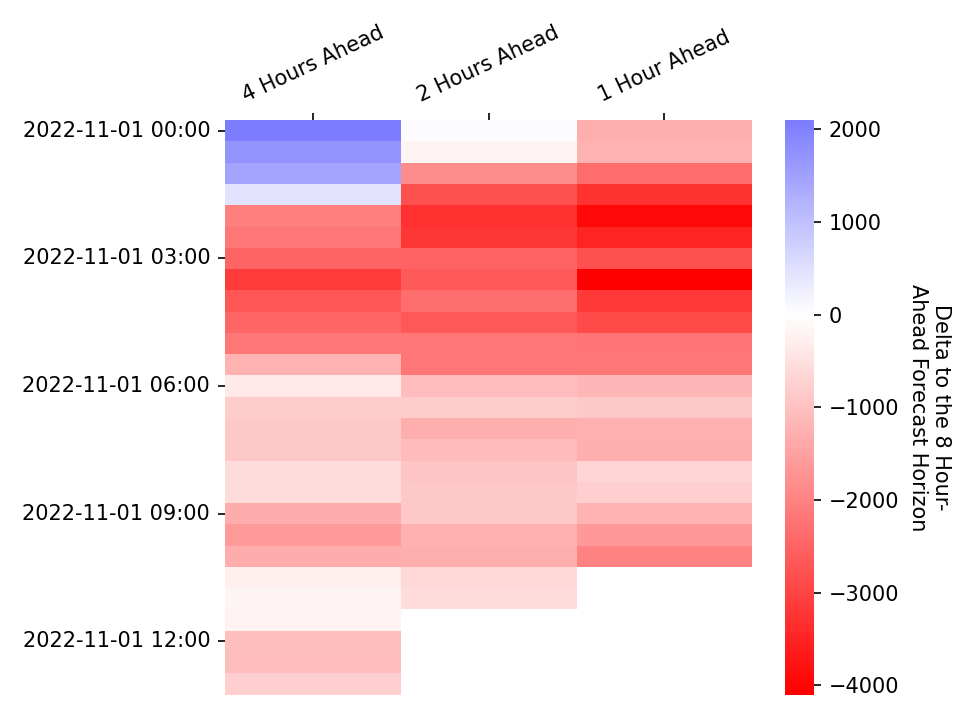 4 Hours Ahead
2 Hours Ahead
1 Hour Ahead
2022-11-01 00:00
2022-11-01 03:00
2022-11-01 06:00
2022-11-01 09:00
2022-11-01 12:00
2000
1000
0
−1000
−2000
−3000
−4000
Delta to the 8 Hour-
Ahead Forecast Horizon